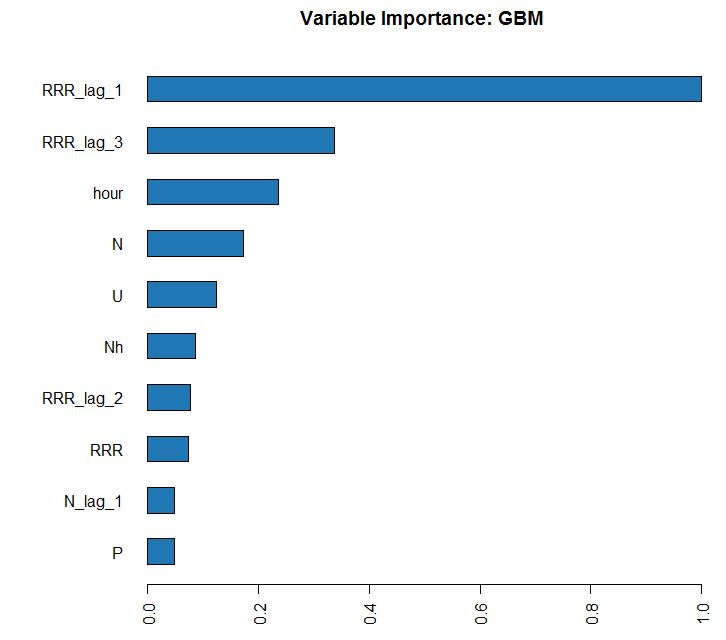 Variable Importance: GBM
RRR_lag_1
RRR_lag_3
hour
N
U
Nh
RRR_lag_2
RRR
N_lag_1
P
0.0
0.2
0.4
0.6
0.8
1.0